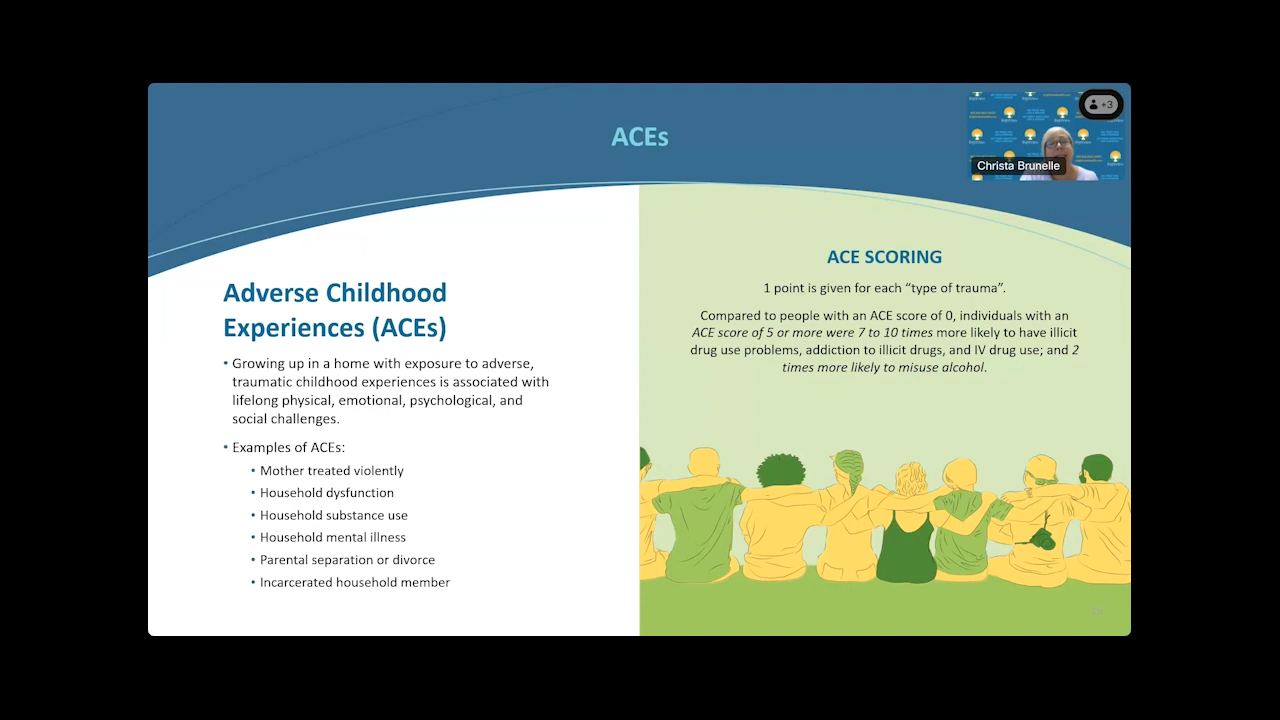 ACEs
+3
Christa Brunelle
Adverse Childhood
Experiences (ACEs)
• Growing up in a home with exposure to adverse,
traumatic childhood experiences is associated with
lifelong physical, emotional, psychological, and
social challenges.
• Examples of ACEs:
• Mother treated violently
• Household dysfunction
• Household substance use
• Household mental illness
• Parental separation or divorce
• Incarcerated household member
ACE SCORING
1 point is given for each “type of trauma”.
Compared to people with an ACE score of 0, individuals with an
ACE score of 5 or more were 7 to 10 times more likely to have illicit
drug use problems, addiction to illicit drugs, and IV drug use; and 2
times more likely to misuse alcohol.